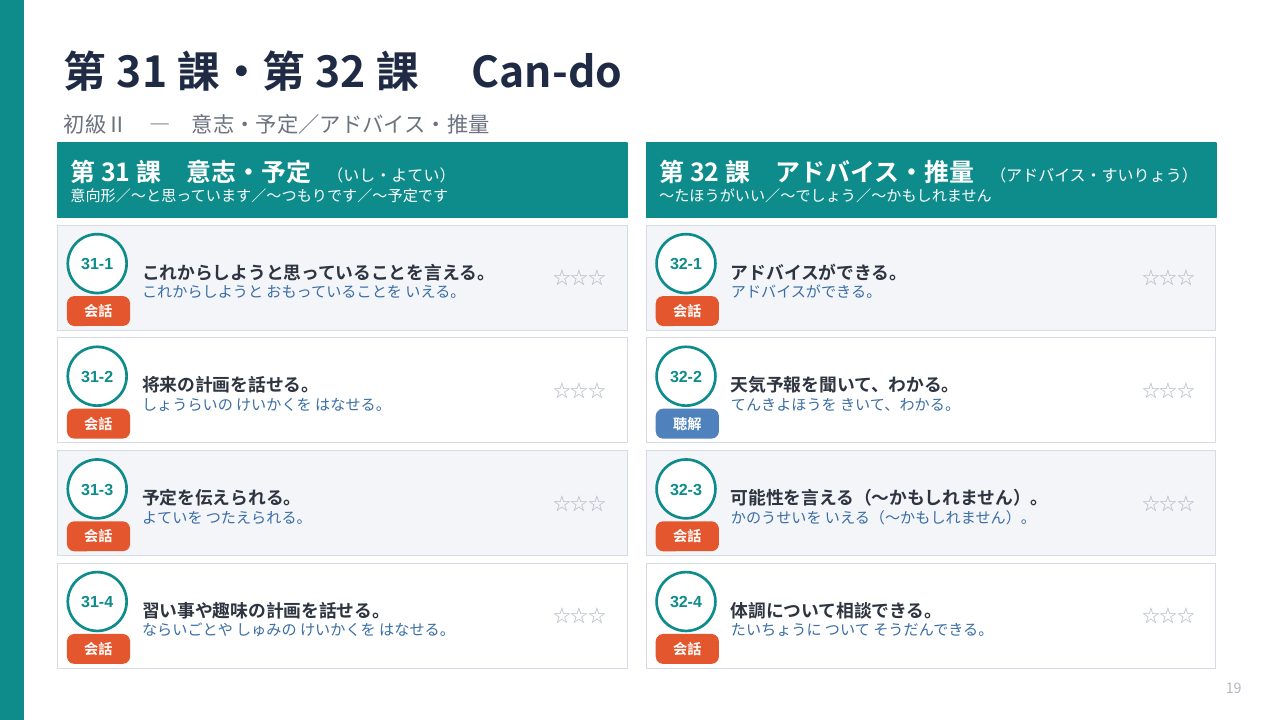 第 31 課・第 32 課　Can-do
初級Ⅱ　―　意志・予定／アドバイス・推量
第 31 課　意志・予定　（いし・よてい）
意向形／～と思っています／～つもりです／～予定です
31-1
会話
これからしようと思っていることを言える。
これからしようと おもっていることを いえる。
☆☆☆
31-2
会話
将来の計画を話せる。
しょうらいの けいかくを はなせる。
☆☆☆
31-3
会話
予定を伝えられる。
よていを つたえられる。
☆☆☆
31-4
会話
習い事や趣味の計画を話せる。
ならいごとや しゅみの けいかくを はなせる。
☆☆☆
第 32 課　アドバイス・推量　（アドバイス・すいりょう）
～たほうがいい／～でしょう／～かもしれません
32-1
会話
アドバイスができる。
アドバイスができる。
☆☆☆
32-2
聴解
天気予報を聞いて、わかる。
てんきよほうを きいて、わかる。
☆☆☆
32-3
会話
可能性を言える（～かもしれません）。
かのうせいを いえる（～かもしれません）。
☆☆☆
32-4
会話
体調について相談できる。
たいちょうに ついて そうだんできる。
☆☆☆
19